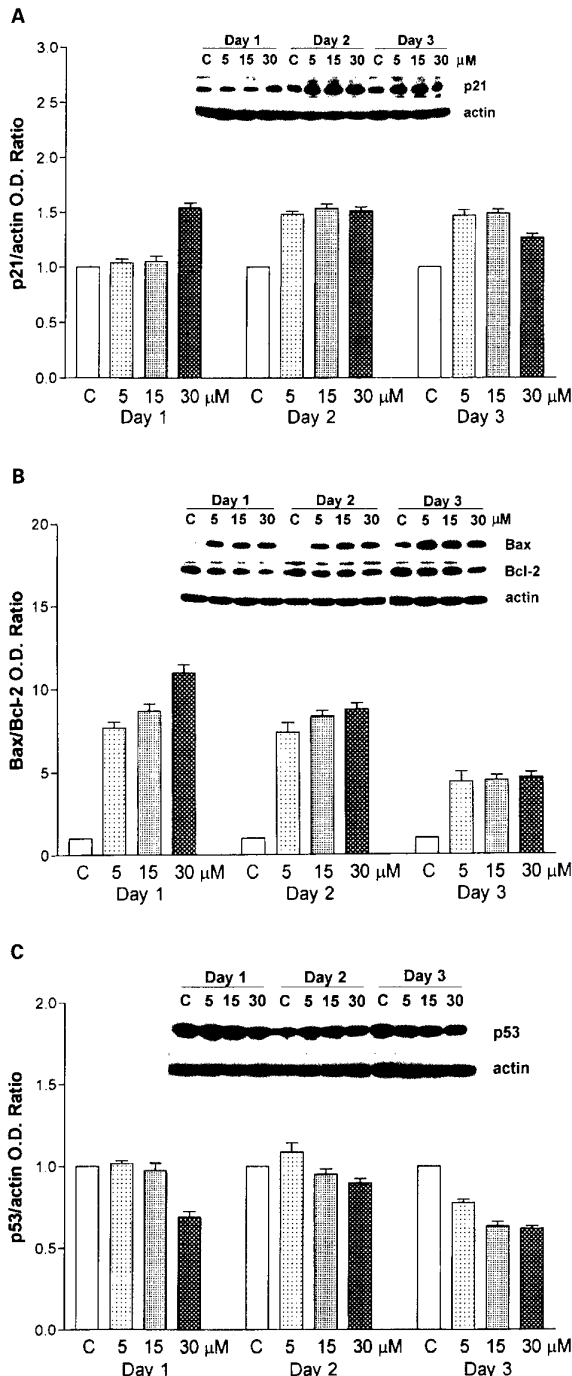 A
Day 1 Day 2 Day 3
C 5 15 30 C 5 15 30 C 5 15 30 μM
p21
actin
p21/actin O.D. Ratio
3.0
2.5
2.0
1.5
1.0
0.5
0.0
C 5 15 30 μM C 5 15 30 μM C 5 15 30 μM
Day 1 Day 2 Day 3
B
Day 1 Day 2 Day 3
C 5 15 30 C 5 15 30 C 5 15 30 μM
Bax
Bcl-2
actin
Bax/Bcl-2 O.D. Ratio
20
15
10
5
0
C 5 15 30 μM C 5 15 30 μM C 5 15 30 μM
Day 1 Day 2 Day 3
C
Day 1 Day 2 Day 3
C 5 15 30 C 5 15 30 C 5 15 30
p53
actin
p53/actin O.D. Ratio
2.0
1.5
1.0
0.5
0.0
C 5 15 30 μM C 5 15 30 μM C 5 15 30 μM
Day 1 Day 2 Day 3